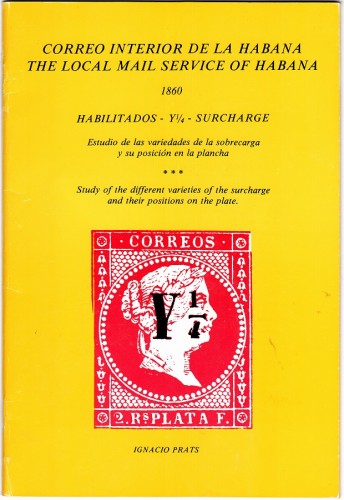 CORREO INTERIOR DE LA HABANA
THE LOCAL MAIL SERVICE OF HABANA
1860
HABILITADOS - Y¼ - SURCHARGE
Estudio de las variedades de la sobrecarga
y su posición en la plancha
* * *
Study of the different varieties of the surcharge
and their positions on the plate.
CORREOS
Y ¼
2. Rs PLATA F.
IGNACIO PRATS